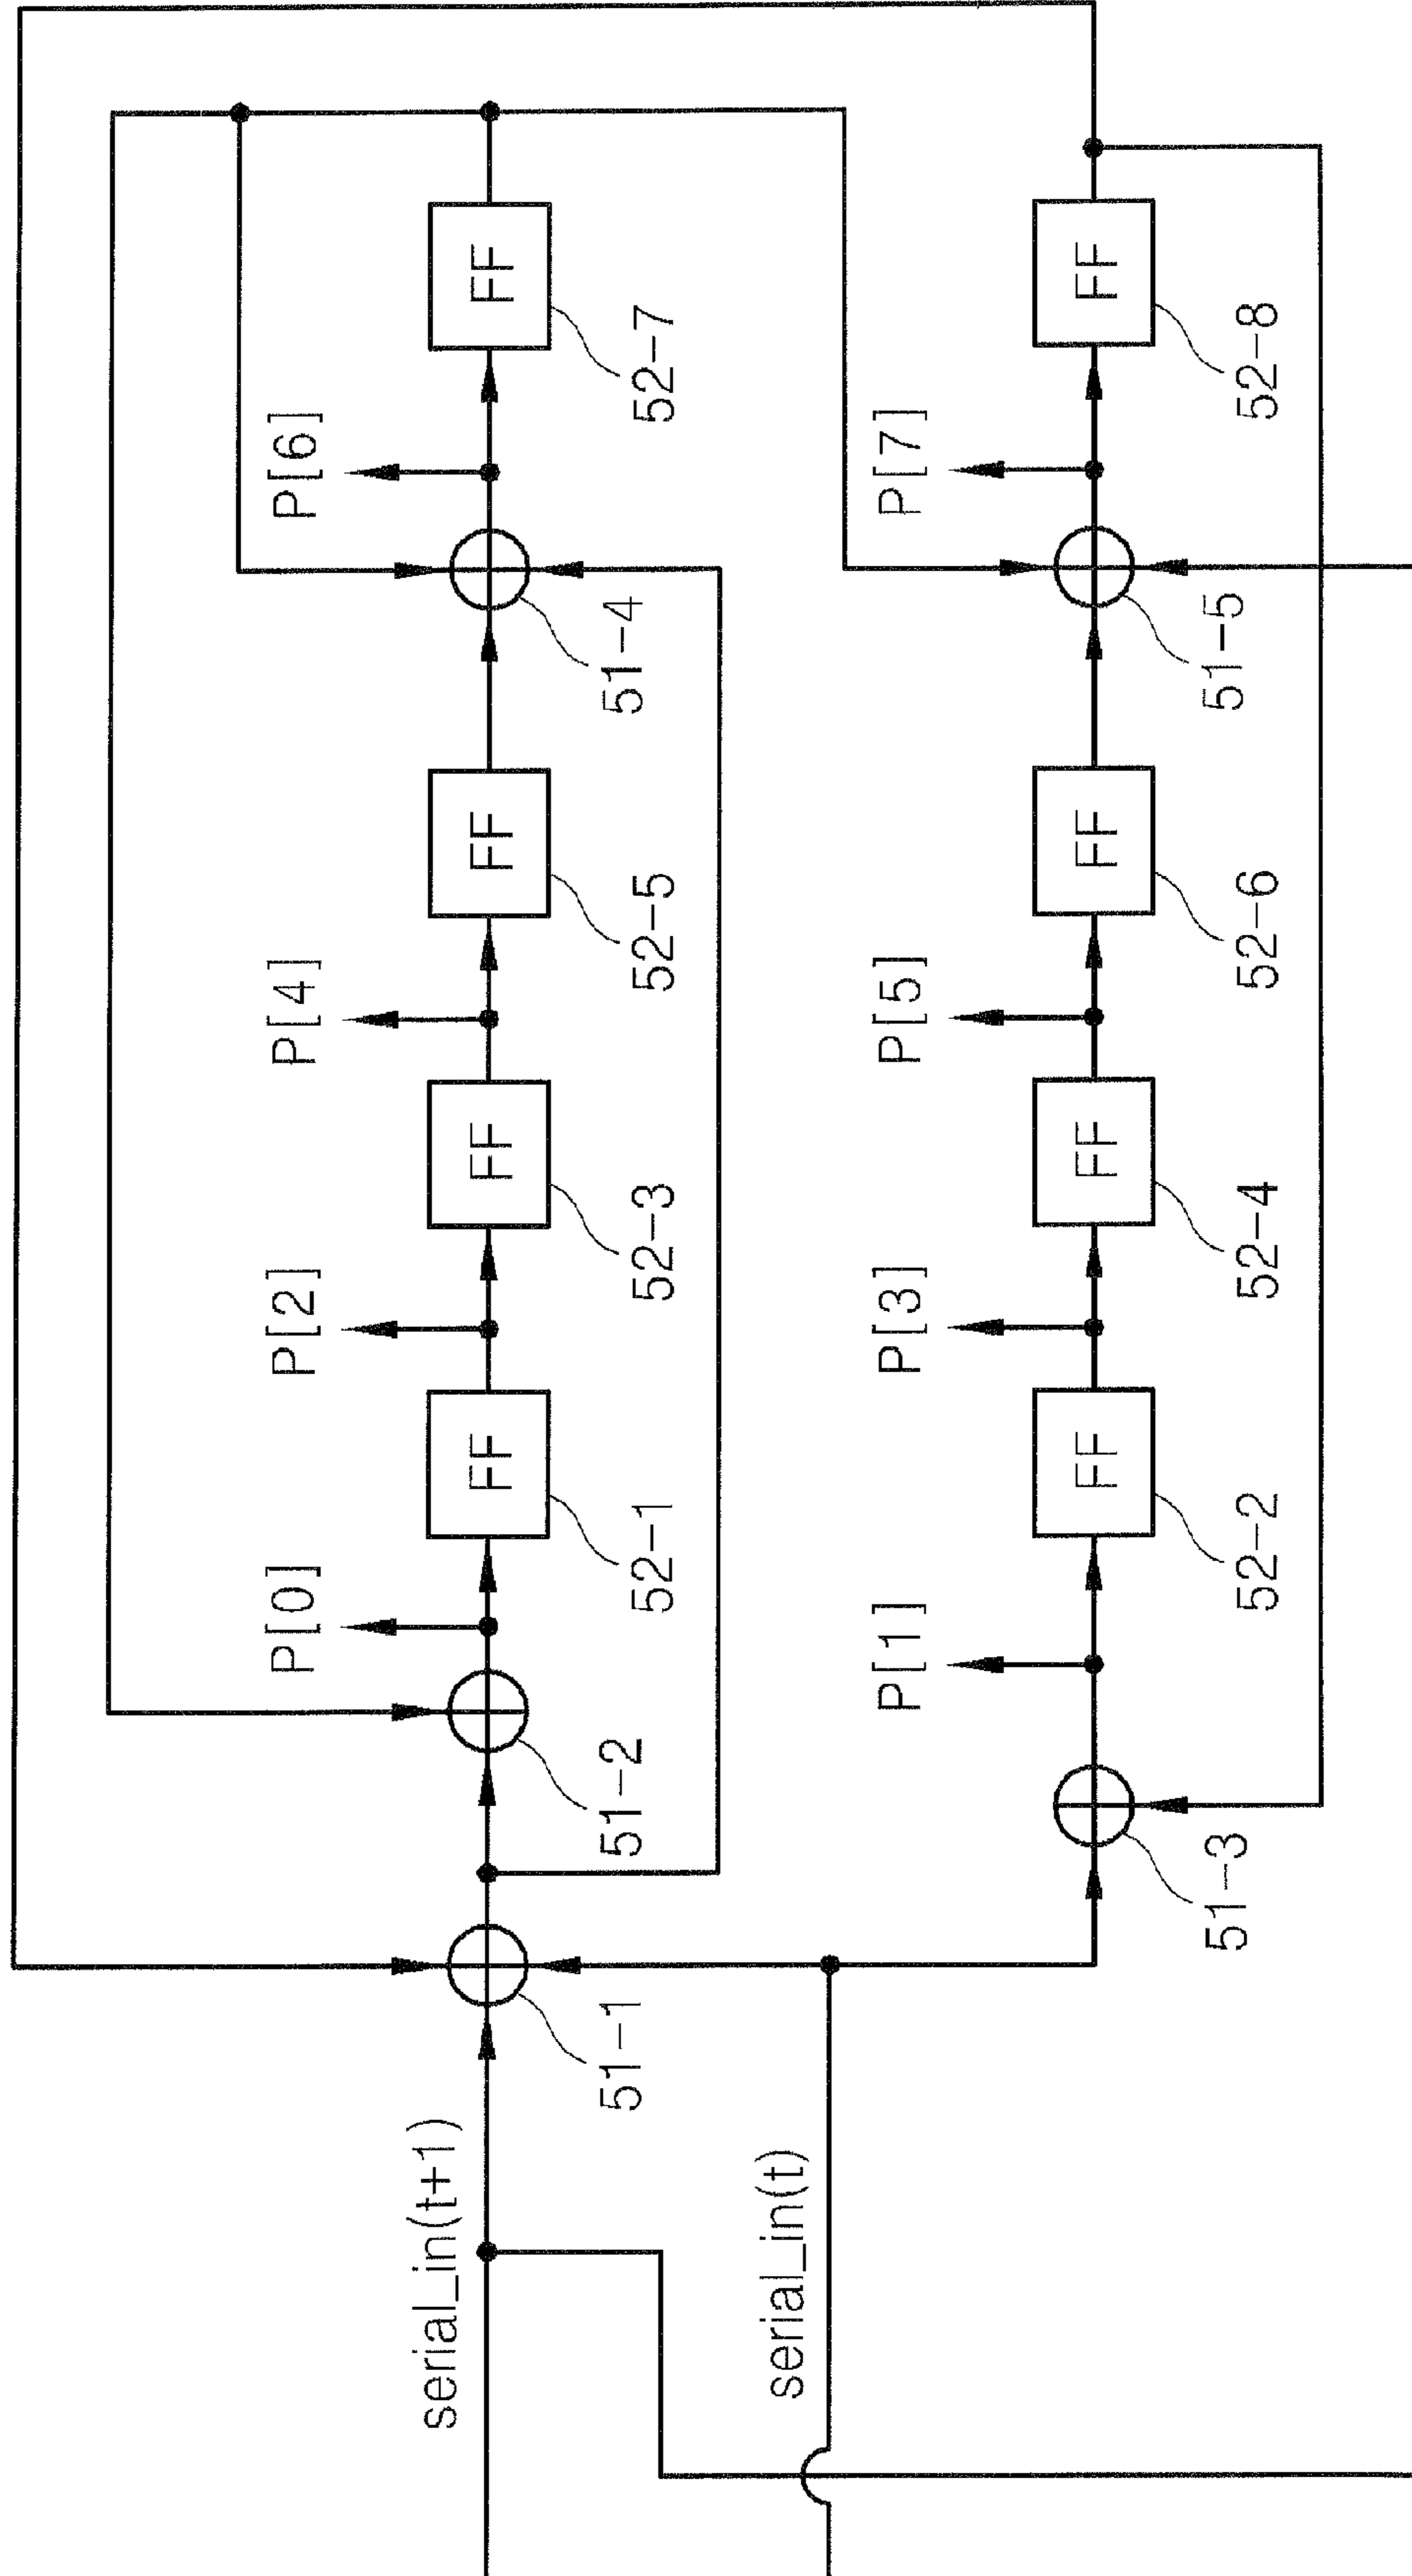 serial_in(t+1)
51-1
51-2
P[0]
FF
52-1
P[2]
FF
52-3
P[4]
FF
52-5
51-4
P[6]
FF
52-7
serial_in(t)
51-3
P[1]
FF
52-2
P[3]
FF
52-4
P[5]
FF
52-6
51-5
P[7]
FF
52-8